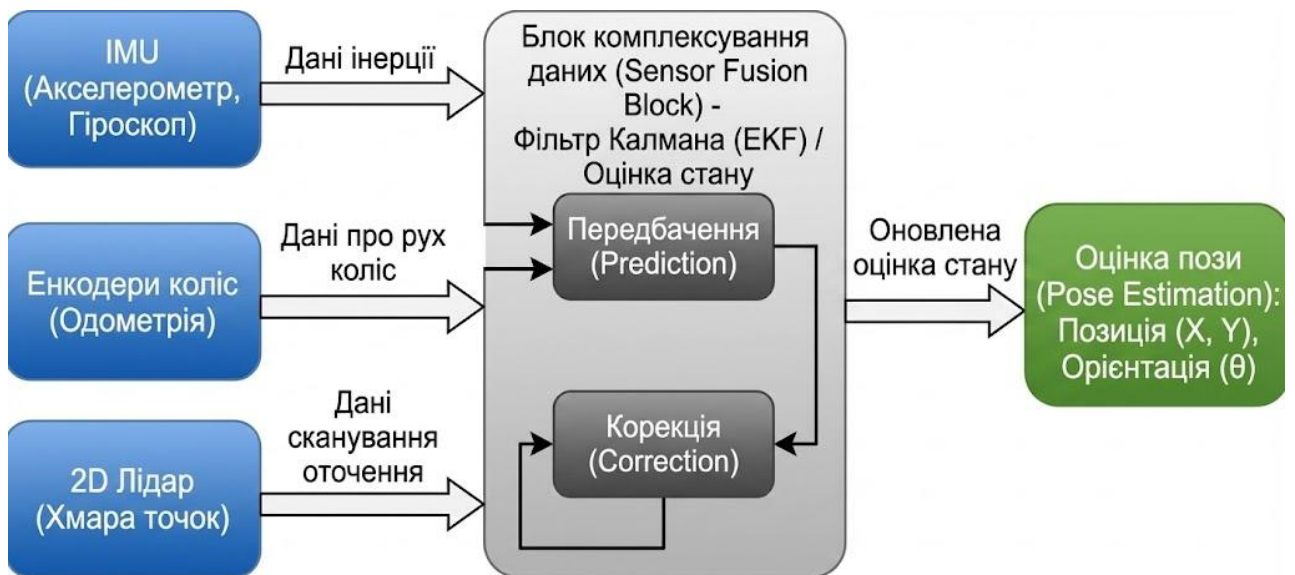 IMU
(Акселерометр,
Гіроскоп)
Дані інерції
Енкодери коліс
(Одометрія)
Дані про рух
коліс
2D Лідар
(Хмара точок)
Дані
сканування
оточення
Блок комплексування
даних (Sensor Fusion
Block) -
Фільтр Калмана (EKF) /
Оцінка стану
Передбачення
(Prediction)
Корекція
(Correction)
Оновлена
оцінка стану
Оцінка пози
(Pose Estimation):
Позиція (X, Y),
Орієнтація (θ)